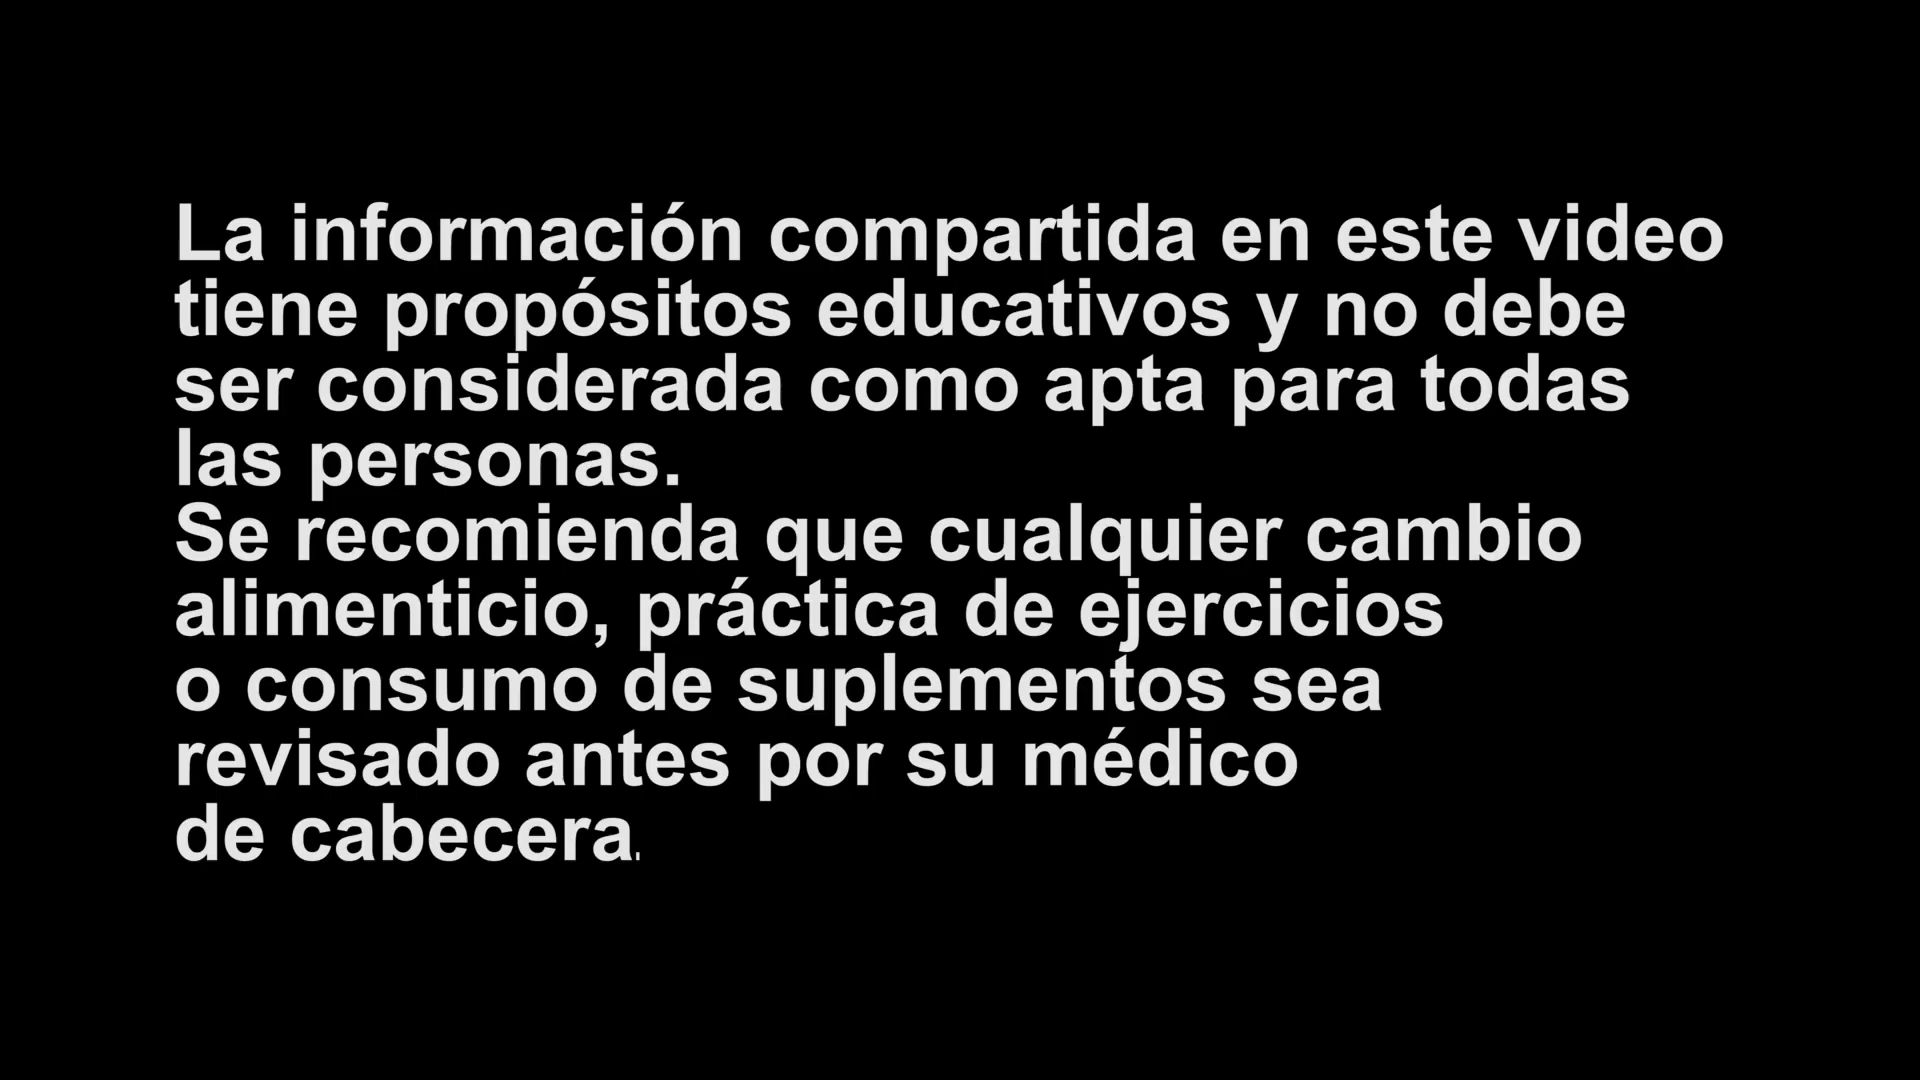 La información compartida en este video
tiene propósitos educativos y no debe
ser considerada como apta para todas
las personas.
Se recomienda que cualquier cambio
alimenticio, práctica de ejercicios
o consumo de suplementos sea
revisado antes por su médico
de cabecera.